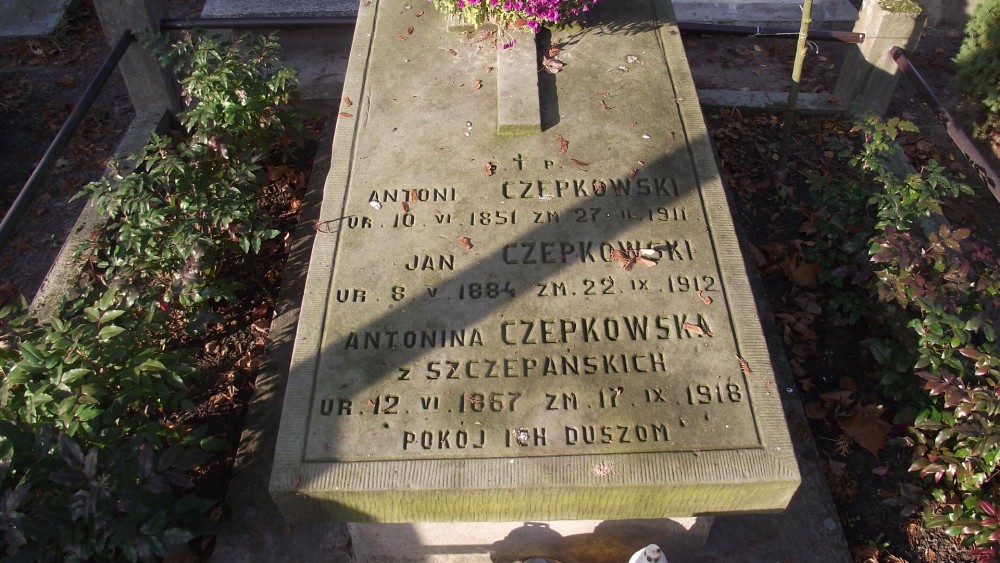 Ś. † P.
ANTONI CZEPKOWSKI
UR. 10. VI. 1851 ZM. 27. II. 1911.
JAN CZEPKOWSKI
UR. 8. V. 1884 ZM. 22. IX. 1912
ANTONINA CZEPKOWSKA
z SZCZEPAŃSKICH
UR. 12. VI. 1867 ZM. 17. IX. 1918
POKÓJ ICH DUSZOM